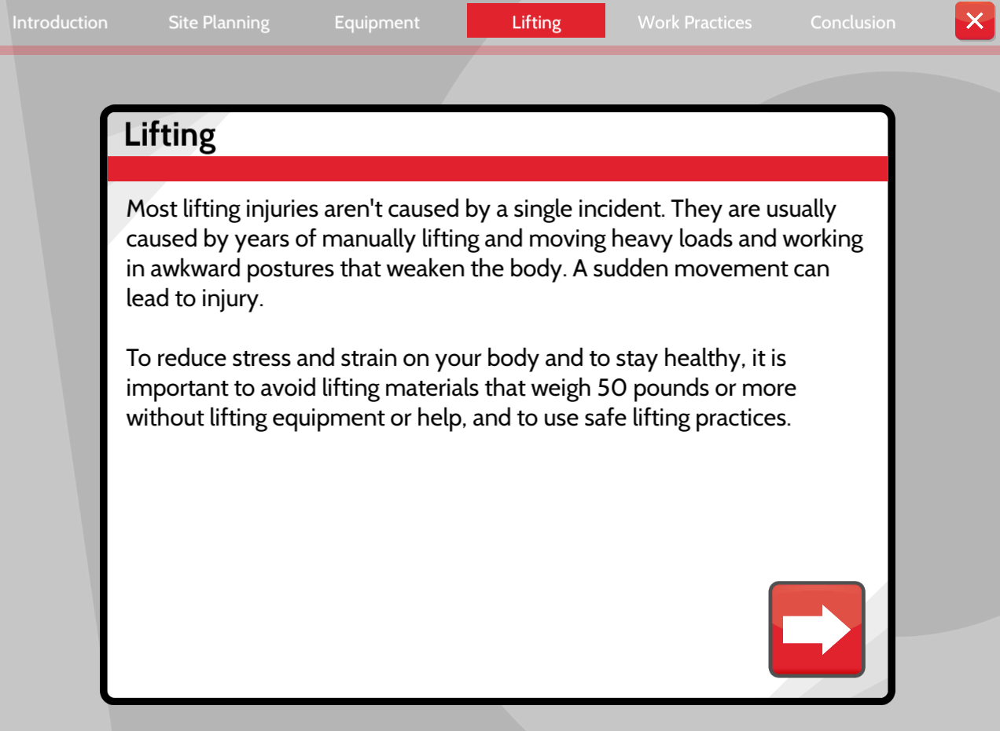 Introduction
Site Planning
Equipment
Lifting
Work Practices
Conclusion
Lifting
Most lifting injuries aren't caused by a single incident. They are usually
caused by years of manually lifting and moving heavy loads and working
in awkward postures that weaken the body. A sudden movement can
lead to injury.
To reduce stress and strain on your body and to stay healthy, it is
important to avoid lifting materials that weigh 50 pounds or more
without lifting equipment or help, and to use safe lifting practices.